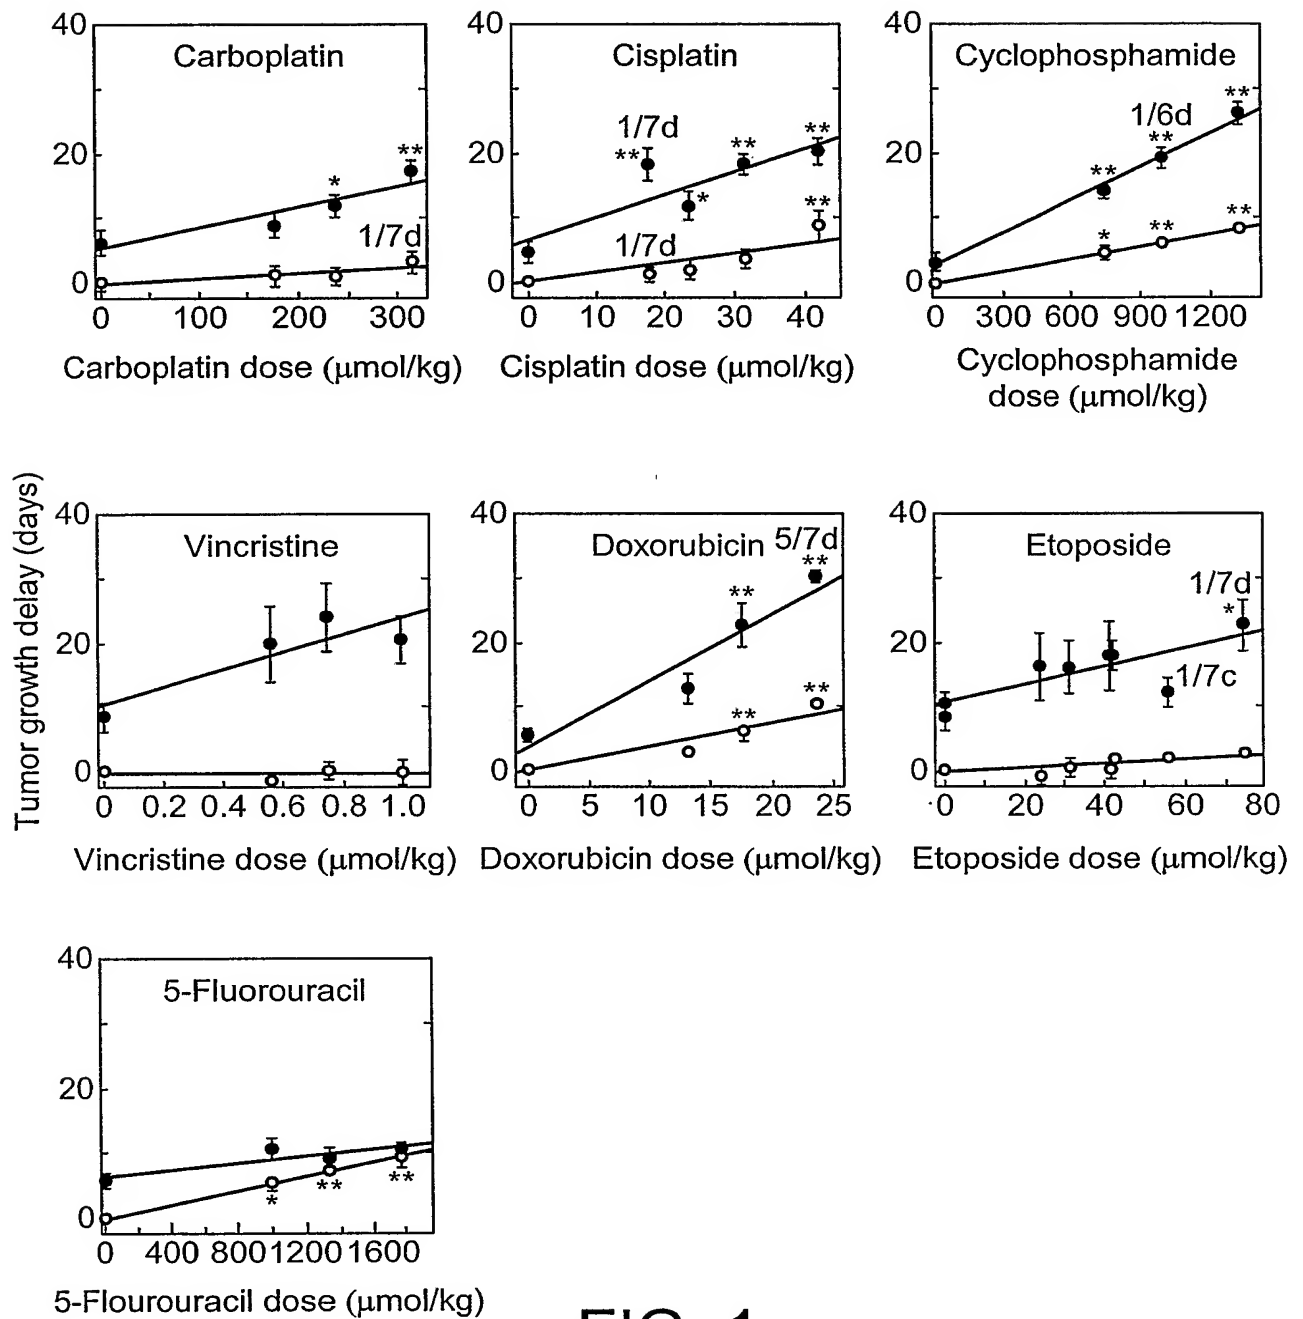 40
Carboplatin
20
*
**
1/7d
0
0 100 200 300
Carboplatin dose (μmol/kg)
40
Cisplatin
1/7d
**
**
**
20
*
**
1/7d
0
0 10 20 30 40
Cisplatin dose (μmol/kg)
40
Cyclophosphamide
**
1/6d
**
**
20
*
**
**
0
0 300 600 900 1200
Cyclophosphamide
dose (μmol/kg)
Tumor growth delay (days)
40
Vincristine
20
0
0 0.2 0.4 0.6 0.8 1.0
Vincristine dose (μmol/kg)
40
Doxorubicin 5/7d
**
**
20
**
**
0
0 5 10 15 20 25
Doxorubicin dose (μmol/kg)
40
Etoposide
1/7d
*
20
1/7c
0
0 20 40 60 80
Etoposide dose (μmol/kg)
40
5-Fluorouracil
20
*
**
**
0
0 400 800 1200 1600
5-Flourouracil dose (μmol/kg)